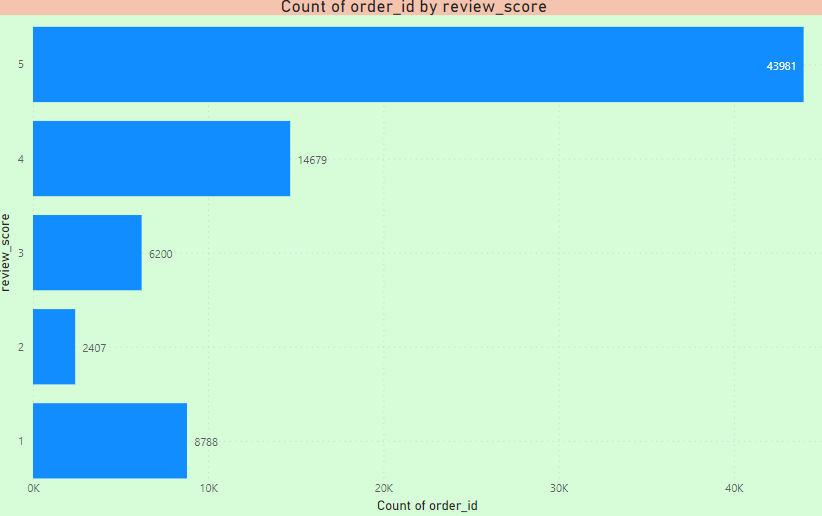 Count of order_id by review_score
review_score
5
43981
4
14679
3
6200
2
2407
1
8788
0K 10K 20K 30K 40K
Count of order_id